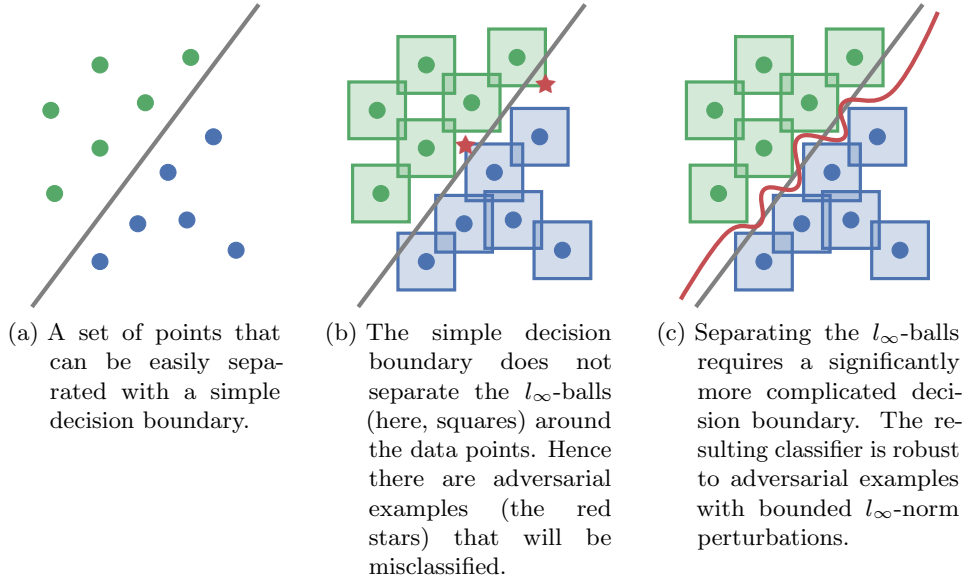 (a) A set of points that
can be easily sepa-
rated with a simple
decision boundary.
(b) The simple decision
boundary does not
separate the l∞-balls
(here, squares) around
the data points. Hence
there are adversarial
examples (the red
stars) that will be
misclassified.
(c) Separating the l∞-balls
requires a significantly
more complicated deci-
sion boundary. The re-
sulting classifier is robust
to adversarial examples
with bounded l∞-norm
perturbations.